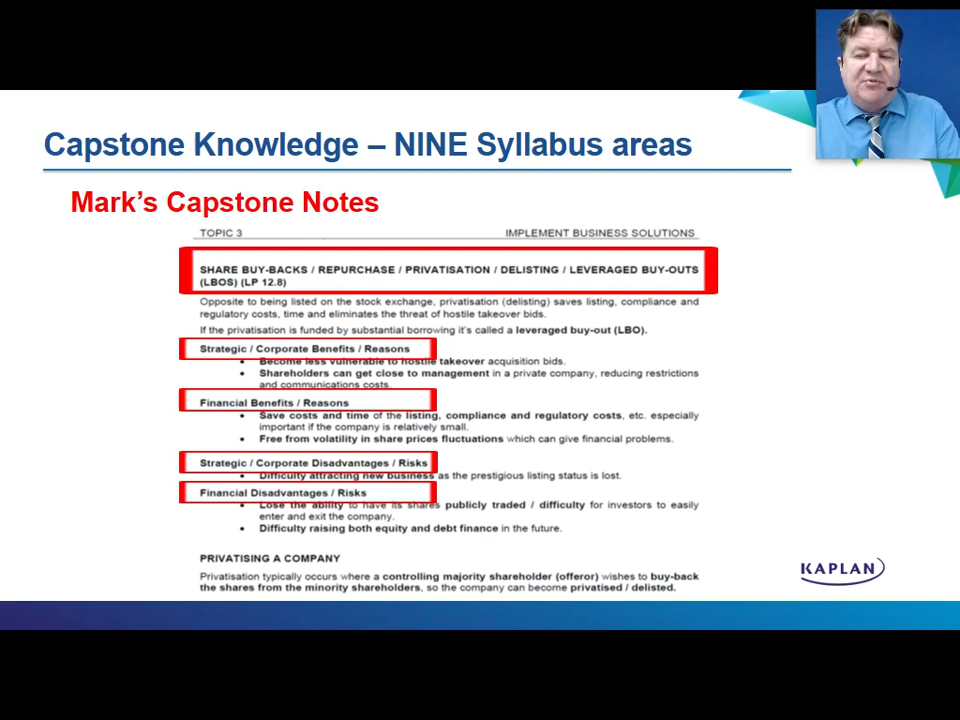 Capstone Knowledge – NINE Syllabus areas
Mark's Capstone Notes
TOPIC 3 IMPLEMENT BUSINESS SOLUTIONS
SHARE BUY-BACKS / REPURCHASE / PRIVATISATION / DELISTING / LEVERAGED BUY-OUTS
(LBOS) (LP 12.8)
Opposite to being listed on the stock exchange, privatisation (delisting) saves listing, compliance and
regulatory costs, time and eliminates the threat of hostile takeover bids.
If the privatisation is funded by substantial borrowing it's called a leveraged buy-out (LBO).
Strategic / Corporate Benefits / Reasons
• Become less vulnerable to hostile takeover acquisition bids.
• Shareholders can get close to management in a private company, reducing restrictions
and communications costs.
Financial Benefits / Reasons
• Save costs and time of the listing, compliance and regulatory costs, etc. especially
important if the company is relatively small.
• Free from volatility in share prices fluctuations which can give financial problems.
Strategic / Corporate Disadvantages / Risks
• Difficulty attracting new business as the prestigious listing status is lost.
Financial Disadvantages / Risks
• Lose the ability to have its shares publicly traded / difficulty for investors to easily
enter and exit the company.
• Difficulty raising both equity and debt finance in the future.
PRIVATISING A COMPANY
Privatisation typically occurs where a controlling majority shareholder (offeror) wishes to buy-back
the shares from the minority shareholders, so the company can become privatised / delisted.
KAPLAN